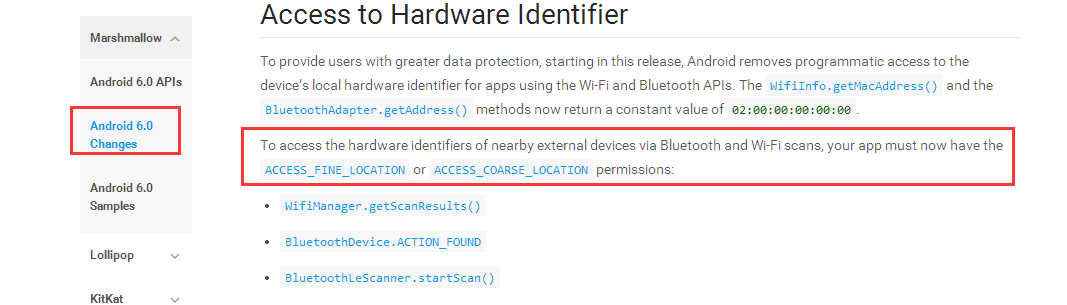 Access to Hardware Identifier
Marshmallow
Android 6.0 APIs
Android 6.0
Changes
Android 6.0
Samples
Lollipop
KitKat
To provide users with greater data protection, starting in this release, Android removes programmatic access to the
device's local hardware identifier for apps using the Wi-Fi and Bluetooth APIs. The WifiInfo.getMacAddress() and the
BluetoothAdapter.getAddress() methods now return a constant value of 02:00:00:00:00:00 .
To access the hardware identifiers of nearby external devices via Bluetooth and Wi-Fi scans, your app must now have the
ACCESS_FINE_LOCATION or ACCESS_COARSE_LOCATION permissions:
• WifiManager.getScanResults()
• BluetoothDevice.ACTION_FOUND
• BluetoothLeScanner.startScan()